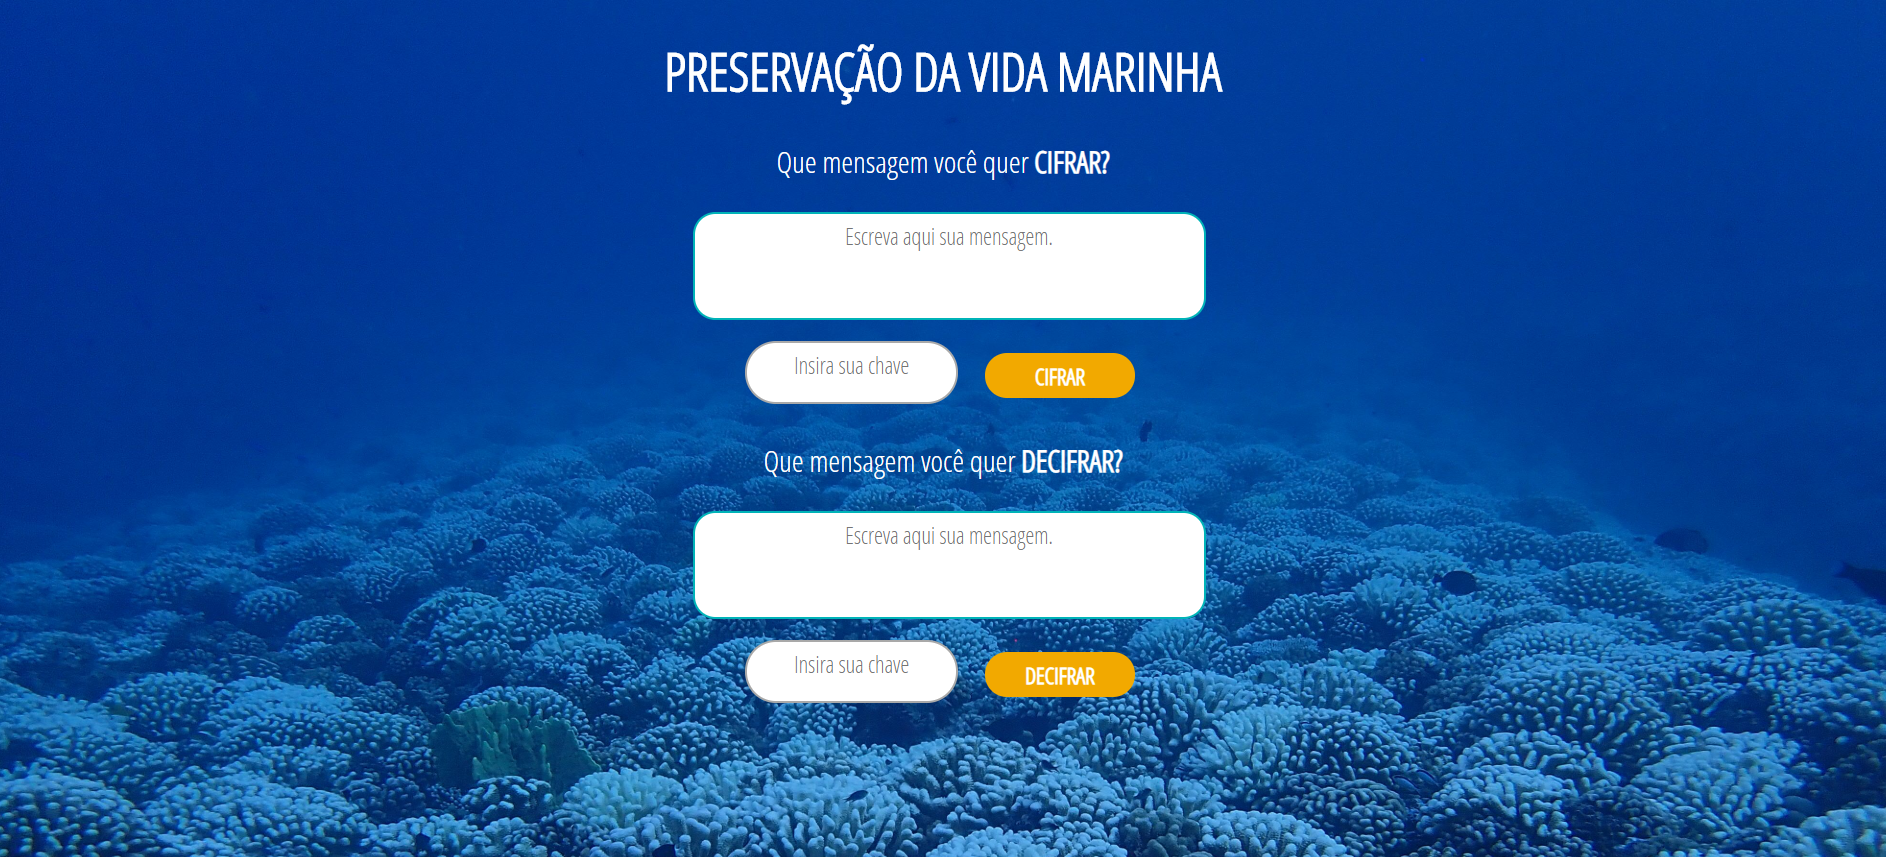 PRESERVAÇÃO DA VIDA MARINHA
Que mensagem você quer CIFRAR?
Escreva aqui sua mensagem.
Insira sua chave
CIFRAR
Que mensagem você quer DECIFRAR?
Escreva aqui sua mensagem.
Insira sua chave
DECIFRAR